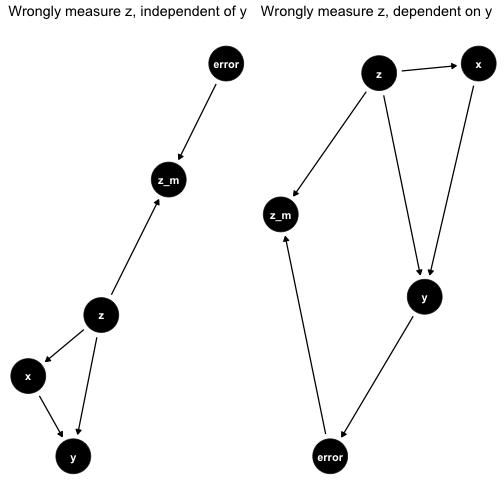 Wrongly measure z, independent of y
error
z_m
z
x
y
Wrongly measure z, dependent on y
z
x
z_m
y
error